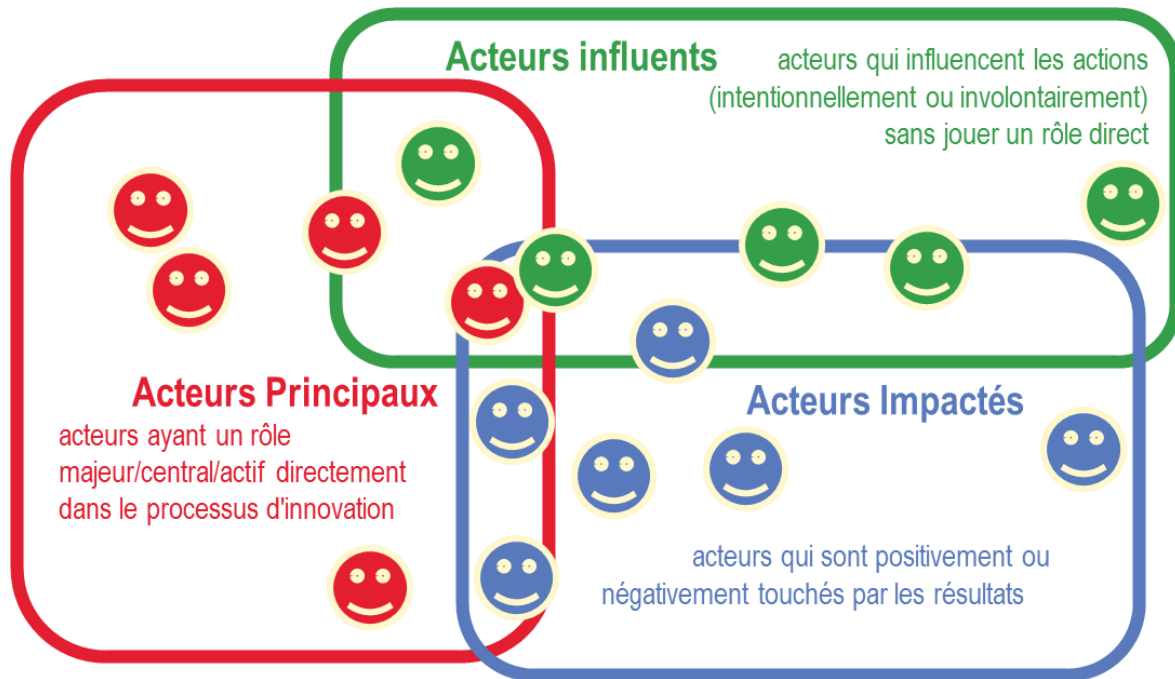 Acteurs influents
acteurs qui influencent les actions
(intentionnellement ou involontairement)
sans jouer un rôle direct
Acteurs Principaux
acteurs ayant un rôle
majeur/central/actif directement
dans le processus d'innovation
Acteurs Impactés
acteurs qui sont positivement ou
négativement touchés par les résultats